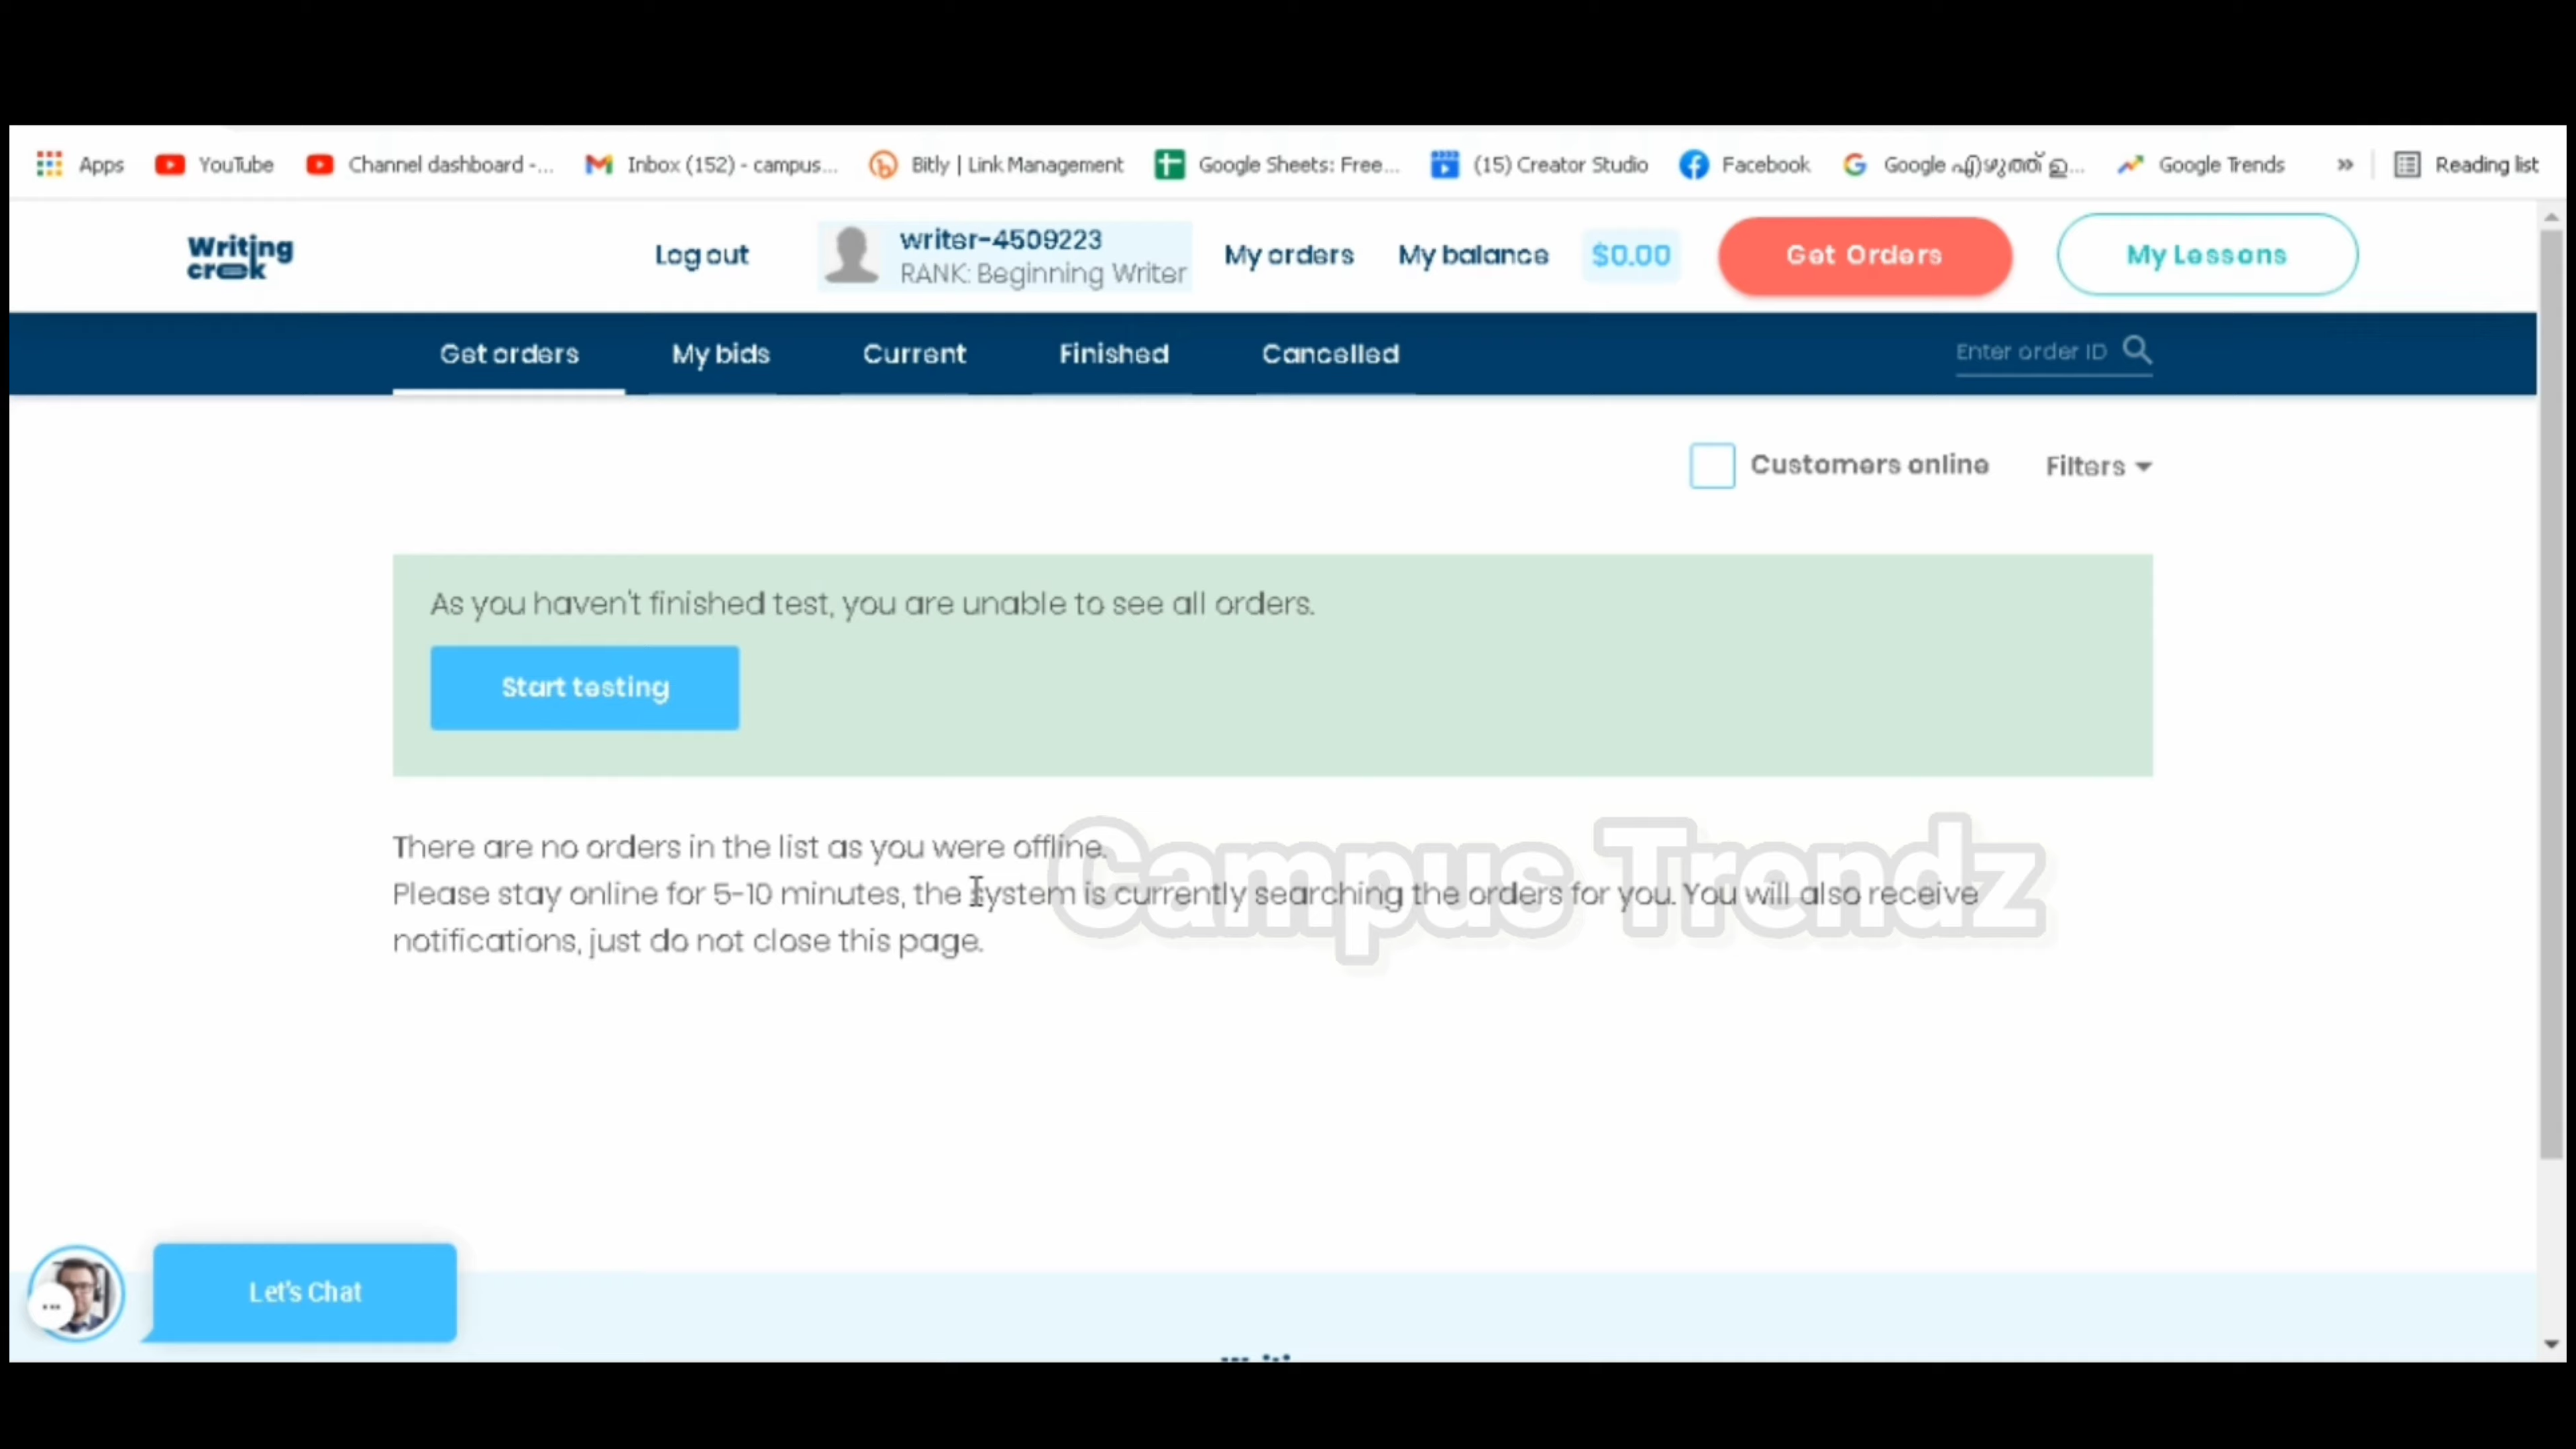 Apps YouTube Channel dashboard -... Inbox (152) - campus... Bitly | Link Management Google Sheets: Free... (15) Creator Studio Facebook Google എഴുത്ത് ഇ... Google Trends » Reading list
Writing creek
Log out
writer-4509223
RANK: Beginning Writer
My orders My balance $0.00 Get Orders My Lessons
Get orders My bids Current Finished Cancelled Enter order ID
Customers online Filters
As you haven't finished test, you are unable to see all orders.
Start testing
There are no orders in the list as you were offline.
Please stay online for 5-10 minutes, the system is currently searching the orders for you. You will also receive
notifications, just do not close this page.
Campus Trendz
Let's Chat